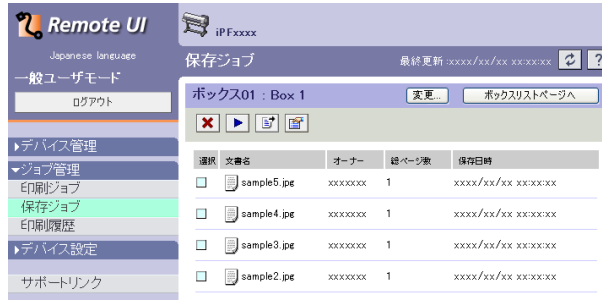 Remote UI
Japanese language
一般ユーザモード
ログアウト
▶デバイス管理
▼ジョブ管理
印刷ジョブ
保存ジョブ
印刷履歴
▶デバイス設定
サポートリンク
iPFxxxx
保存ジョブ
最終更新:xxxx/xx/xx xx:xx:xx
?
ボックス01 : Box 1
変更...
ボックスリストページへ
選択 文書名 オーナー 総ページ数 保存日時
sample5.jpg xxxxxxx 1 xxxx/xx/xx xx:xx:xx
sample4.jpg xxxxxxx 1 xxxx/xx/xx xx:xx:xx
sample3.jpg xxxxxxx 1 xxxx/xx/xx xx:xx:xx
sample2.jpg xxxxxxx 1 xxxx/xx/xx xx:xx:xx